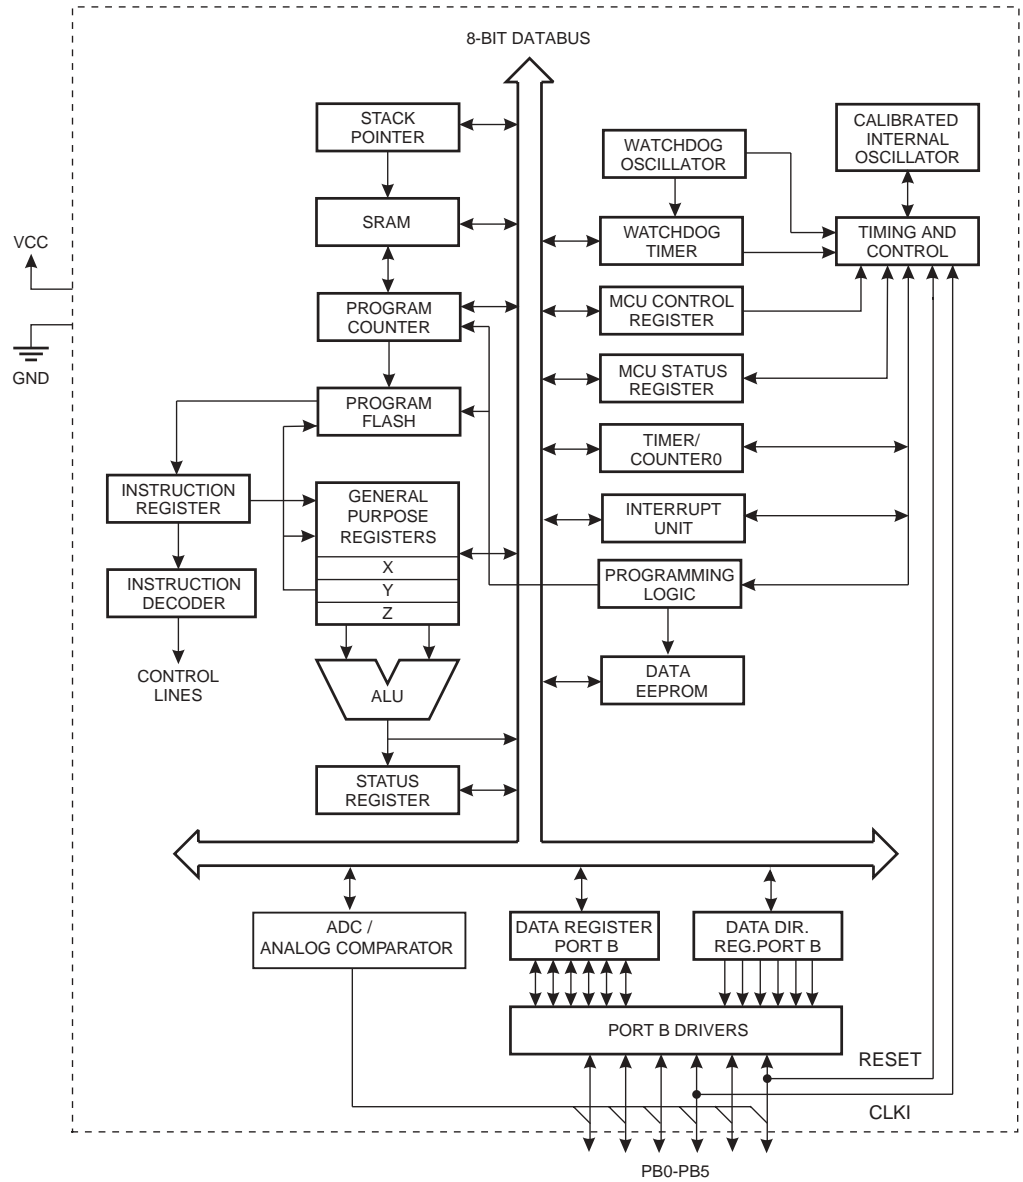 8-BIT DATABUS
STACK
POINTER
WATCHDOG
OSCILLATOR
CALIBRATED
INTERNAL
OSCILLATOR
SRAM
WATCHDOG
TIMER
TIMING AND
CONTROL
VCC
GND
PROGRAM
COUNTER
MCU CONTROL
REGISTER
MCU STATUS
REGISTER
PROGRAM
FLASH
TIMER/
COUNTER0
INSTRUCTION
REGISTER
GENERAL
PURPOSE
REGISTERS
X
Y
Z
INTERRUPT
UNIT
INSTRUCTION
DECODER
PROGRAMMING
LOGIC
CONTROL
LINES
ALU
DATA
EEPROM
STATUS
REGISTER
ADC /
ANALOG COMPARATOR
DATA REGISTER
PORT B
DATA DIR.
REG.PORT B
PORT B DRIVERS
RESET
CLKI
PB0-PB5